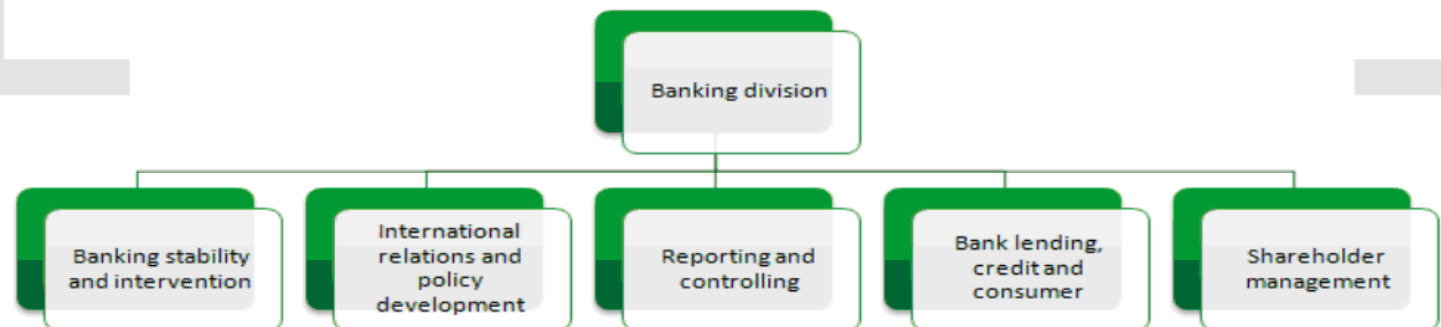 Banking division
Banking stability
and intervention
International
relations and
policy
development
Reporting and
controlling
Bank lending,
credit and
consumer
Shareholder
management